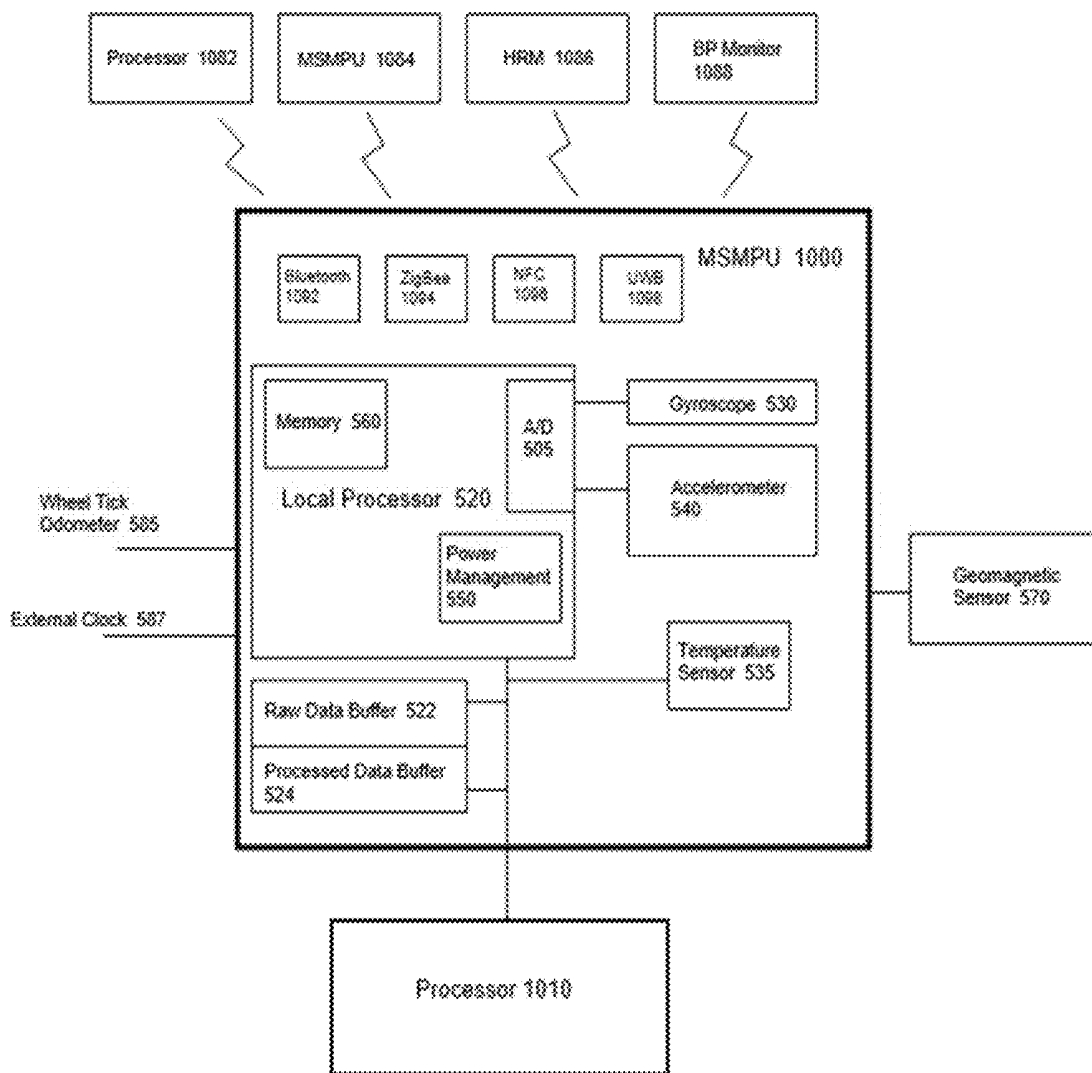 Processor 1082
MSMPU 1084
HRM 1086
BP Monitor
1088
MSMPU 1000
Bluetooth
1092
ZigBee
1094
NFC
1096
UWB
1098
Memory 560
A/D
505
Gyroscope 530
Local Processor 520
Accelerometer
540
Wheel Tick
Odometer 585
Power
Management
550
Geomagnetic
Sensor 570
External Clock 587
Temperature
Sensor 535
Raw Data Buffer 522
Processed Data Buffer
524
Processor 1010